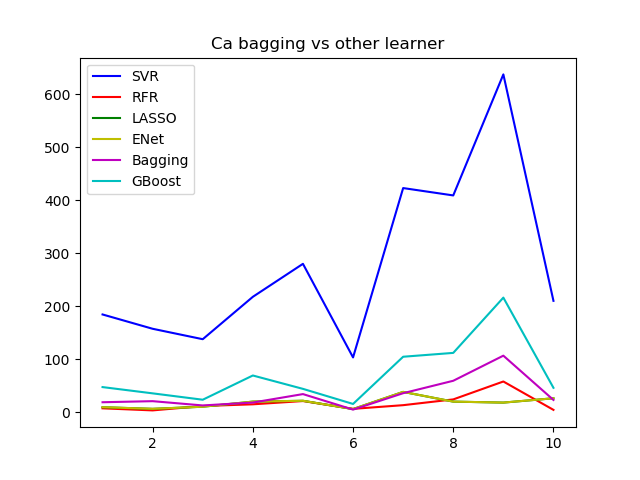 Ca bagging vs other learner
SVR
RFR
LASSO
ENet
Bagging
GBoost
600
500
400
300
200
100
0
2 4 6 8 10